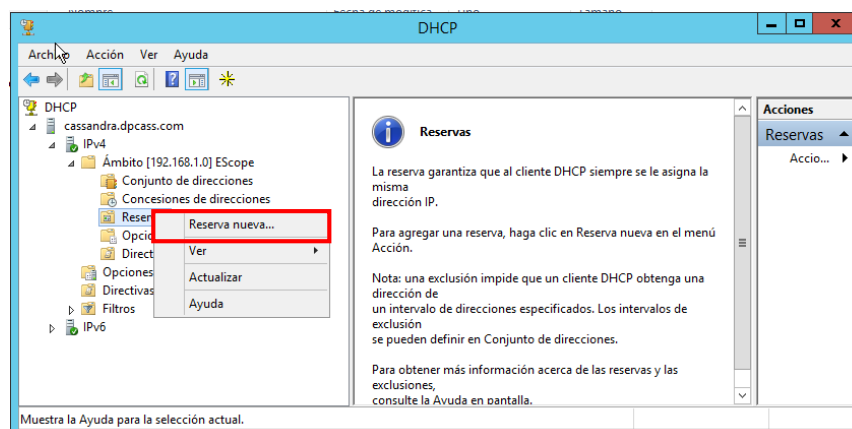 DHCP
Archivo Acción Ver Ayuda
DHCP
cassandra.dpcass.com
IPv4
Ámbito [192.168.1.0] EScope
Conjunto de direcciones
Concesiones de direcciones
Reser
Opcio
Direct
Opciones
Directivas
Filtros
IPv6
Reserva nueva...
Ver
Actualizar
Ayuda
Reservas
La reserva garantiza que al cliente DHCP siempre se le asigna la
misma
dirección IP.
Para agregar una reserva, haga clic en Reserva nueva en el menú
Acción.
Nota: una exclusión impide que un cliente DHCP obtenga una
dirección de
un intervalo de direcciones especificados. Los intervalos de
exclusión
se pueden definir en Conjunto de direcciones.
Para obtener más información acerca de las reservas y las
exclusiones,
consulte la Ayuda en pantalla.
Acciones
Reservas
Accio...
Muestra la Ayuda para la selección actual.